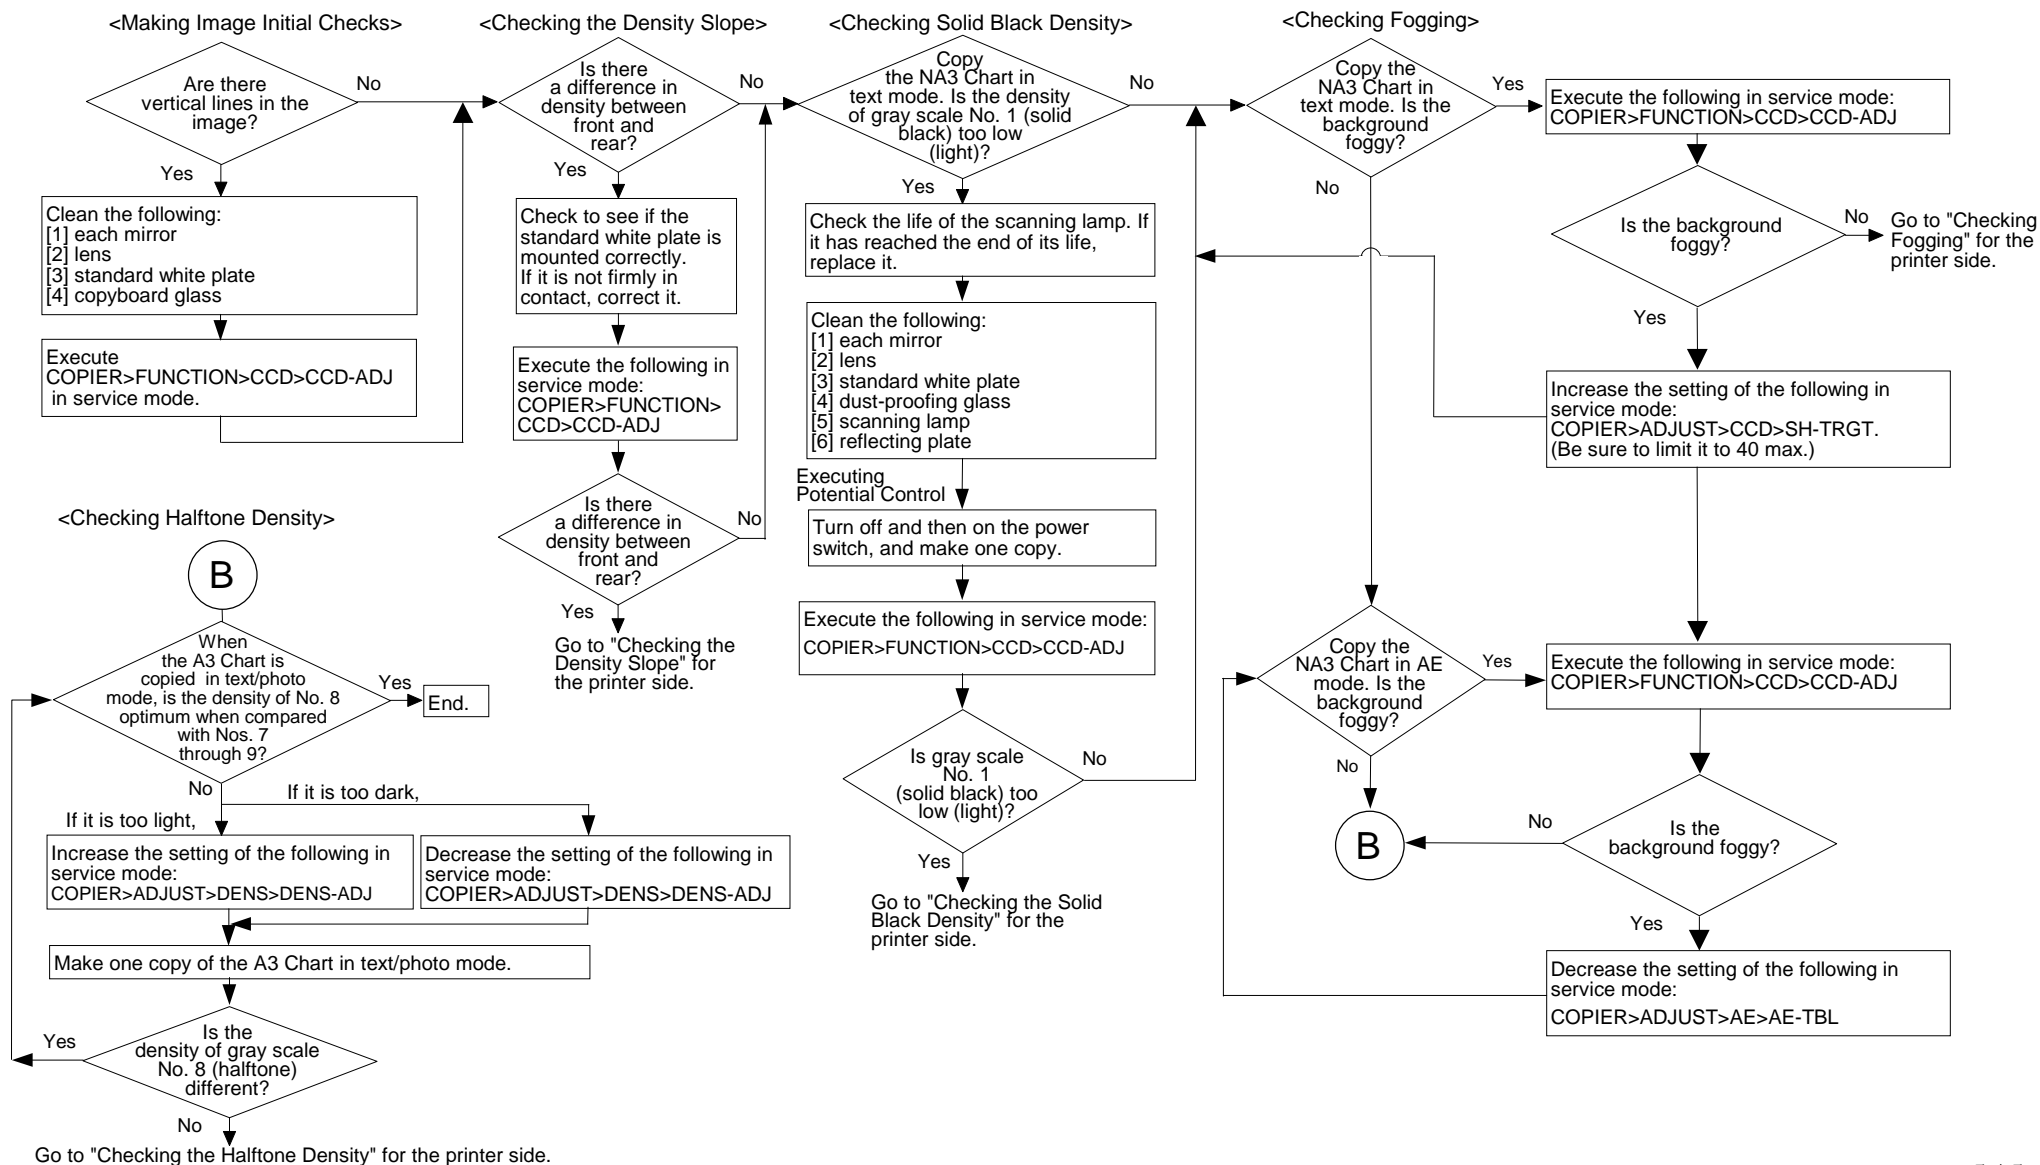 <Making Image Initial Checks>
Are there
vertical lines in the
image?
No
Yes
Clean the following:
[1] each mirror
[2] lens
[3] standard white plate
[4] copyboard glass
Execute
COPIER>FUNCTION>CCD>CCD-ADJ
in service mode.
<Checking the Density Slope>
Is there
a difference in
density between
front and
rear?
No
Yes
Check to see if the
standard white plate is
mounted correctly.
If it is not firmly in
contact, correct it.
Execute the following in
service mode:
COPIER>FUNCTION>
CCD>CCD-ADJ
Is there
a difference in
density between
front and
rear?
No
Yes
Go to "Checking the
Density Slope" for
the printer side.
<Checking Solid Black Density>
Copy
the NA3 Chart in
text mode. Is the density
of gray scale No. 1 (solid
black) too low
(light)?
No
Yes
Check the life of the scanning lamp. If
it has reached the end of its life,
replace it.
Clean the following:
[1] each mirror
[2] lens
[3] standard white plate
[4] dust-proofing glass
[5] scanning lamp
[6] reflecting plate
Executing
Potential Control
Turn off and then on the power
switch, and make one copy.
Execute the following in service mode:
COPIER>FUNCTION>CCD>CCD-ADJ
Is gray scale
No. 1
(solid black) too
low (light)?
No
Yes
Go to "Checking the Solid
Black Density" for the
printer side.
<Checking Fogging>
Copy the
NA3 Chart in
text mode. Is the
background
foggy?
Yes
No
Execute the following in service mode:
COPIER>FUNCTION>CCD>CCD-ADJ
Is the background
foggy?
No
Go to "Checking
Fogging" for the
printer side.
Yes
Increase the setting of the following in
service mode:
COPIER>ADJUST>CCD>SH-TRGT.
(Be sure to limit it to 40 max.)
Copy the
NA3 Chart in AE
mode. Is the
background
foggy?
Yes
No
B
Execute the following in service mode:
COPIER>FUNCTION>CCD>CCD-ADJ
Is the
background foggy?
No
Yes
Decrease the setting of the following in
service mode:
COPIER>ADJUST>AE>AE-TBL
<Checking Halftone Density>
B
When
the A3 Chart is
copied in text/photo
mode, is the density of No. 8
optimum when compared
with Nos. 7
through 9?
Yes
End.
No
If it is too dark,
If it is too light,
Increase the setting of the following in
service mode:
COPIER>ADJUST>DENS>DENS-ADJ
Decrease the setting of the following in
service mode:
COPIER>ADJUST>DENS>DENS-ADJ
Make one copy of the A3 Chart in text/photo mode.
Is the
density of gray scale
No. 8 (halftone)
different?
Yes
No
Go to "Checking the Halftone Density" for the printer side.